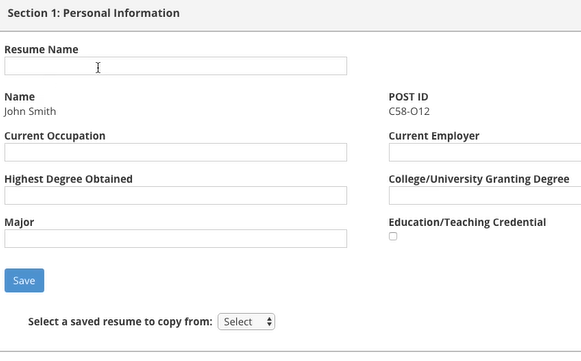 Section 1: Personal Information
Resume Name
Name
POST ID
John Smith
C58-O12
Current Occupation
Current Employer
Highest Degree Obtained
College/University Granting Degree
Major
Education/Teaching Credential
Save
Select a saved resume to copy from: Select